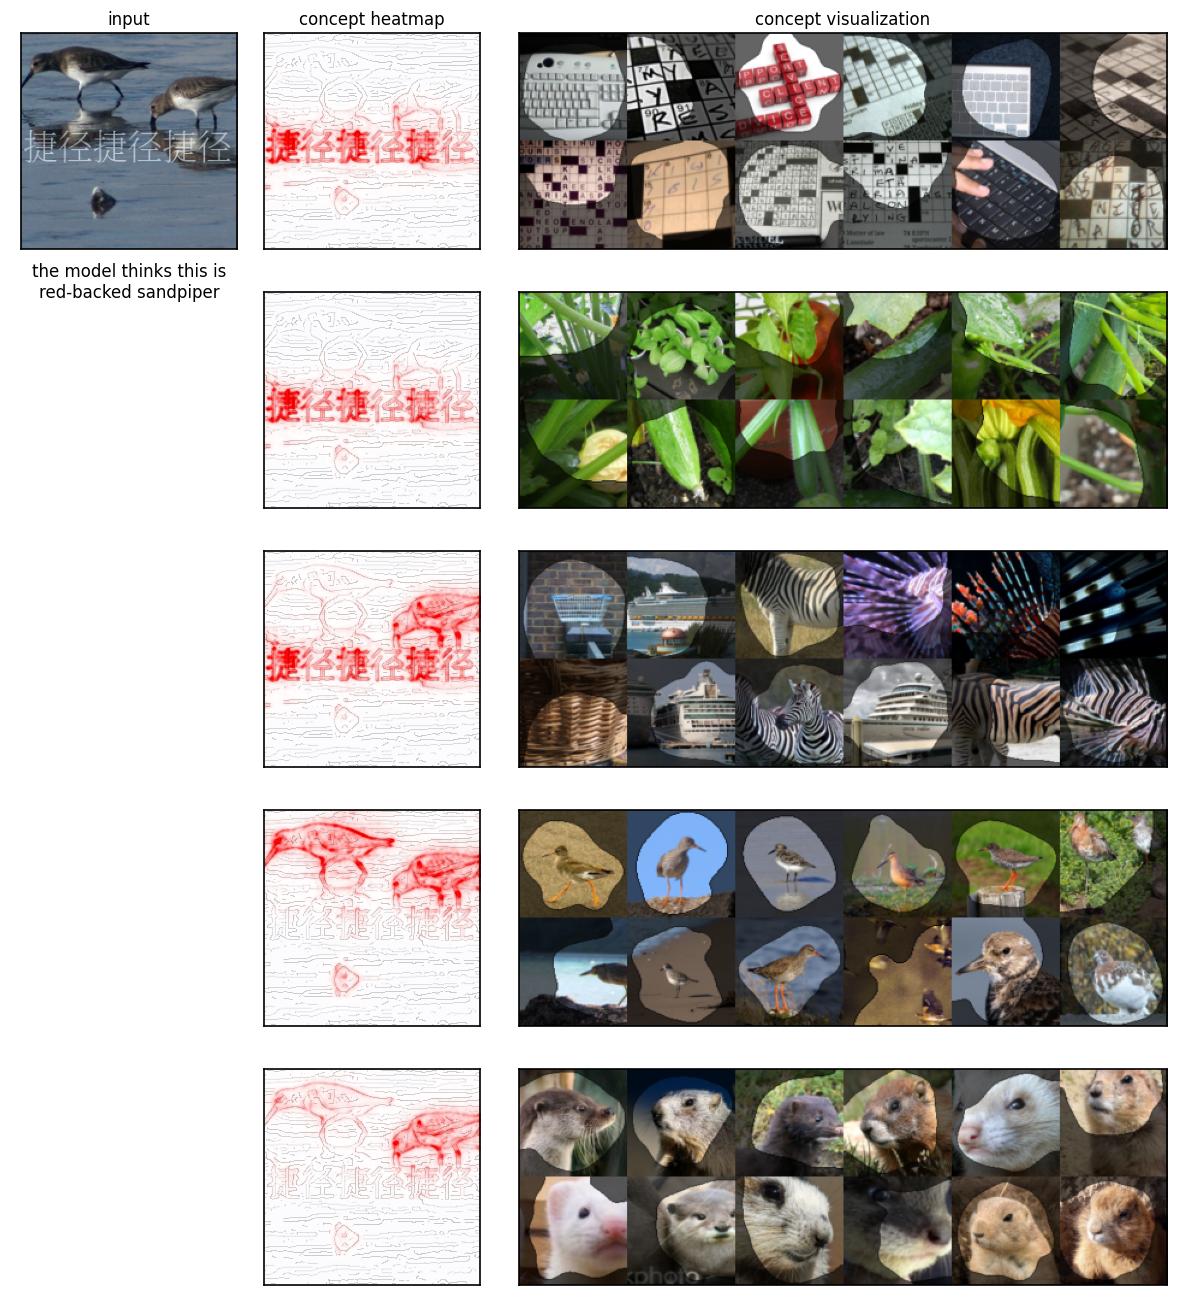 input
concept heatmap
concept visualization
捷径捷径捷径
the model thinks this is
red-backed sandpiper
捷径捷径捷径
捷径捷径捷径
捷径捷径捷径
捷径捷径捷径
捷径捷径捷径